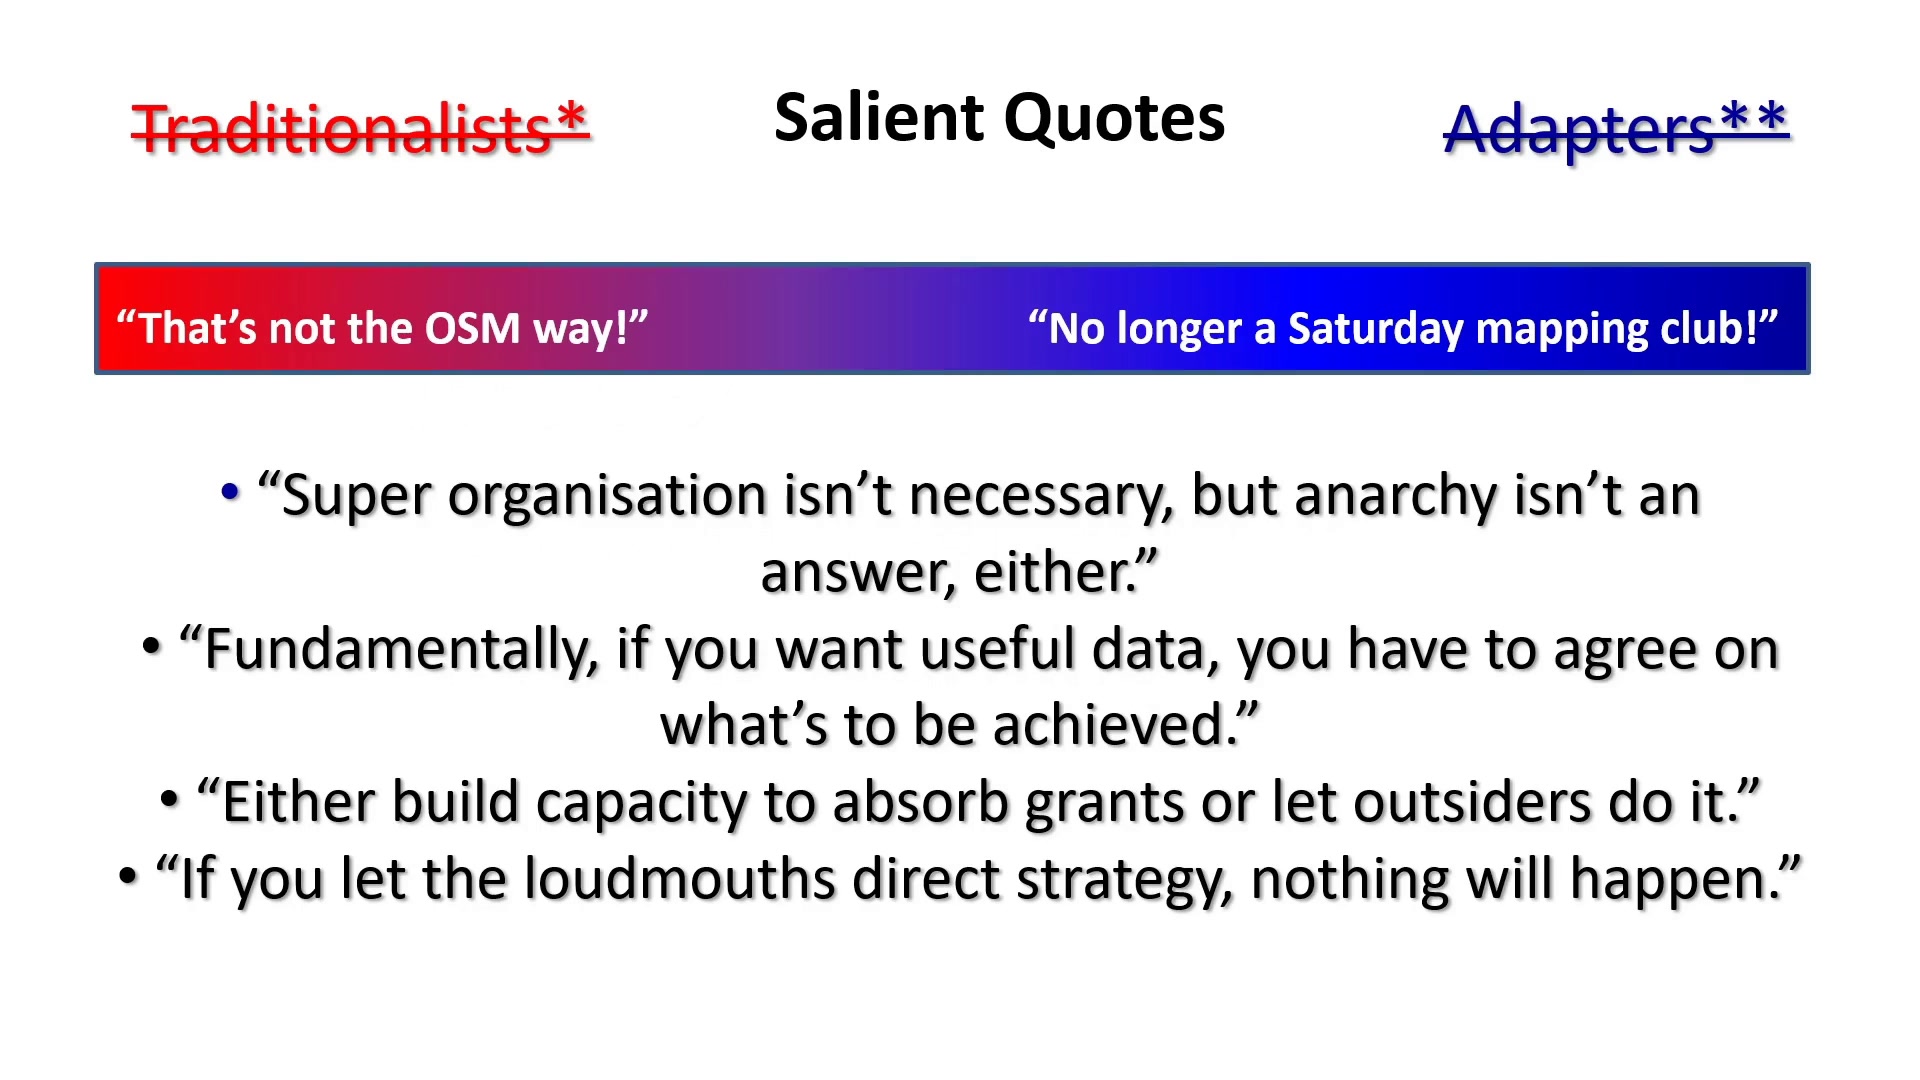 Traditionalists*
Salient Quotes
Adapters**
“That’s not the OSM way!”
“No longer a Saturday mapping club!”
• “Super organisation isn’t necessary, but anarchy isn’t an
answer, either.”
• “Fundamentally, if you want useful data, you have to agree on
what’s to be achieved.”
• “Either build capacity to absorb grants or let outsiders do it.”
• “If you let the loudmouths direct strategy, nothing will happen.”